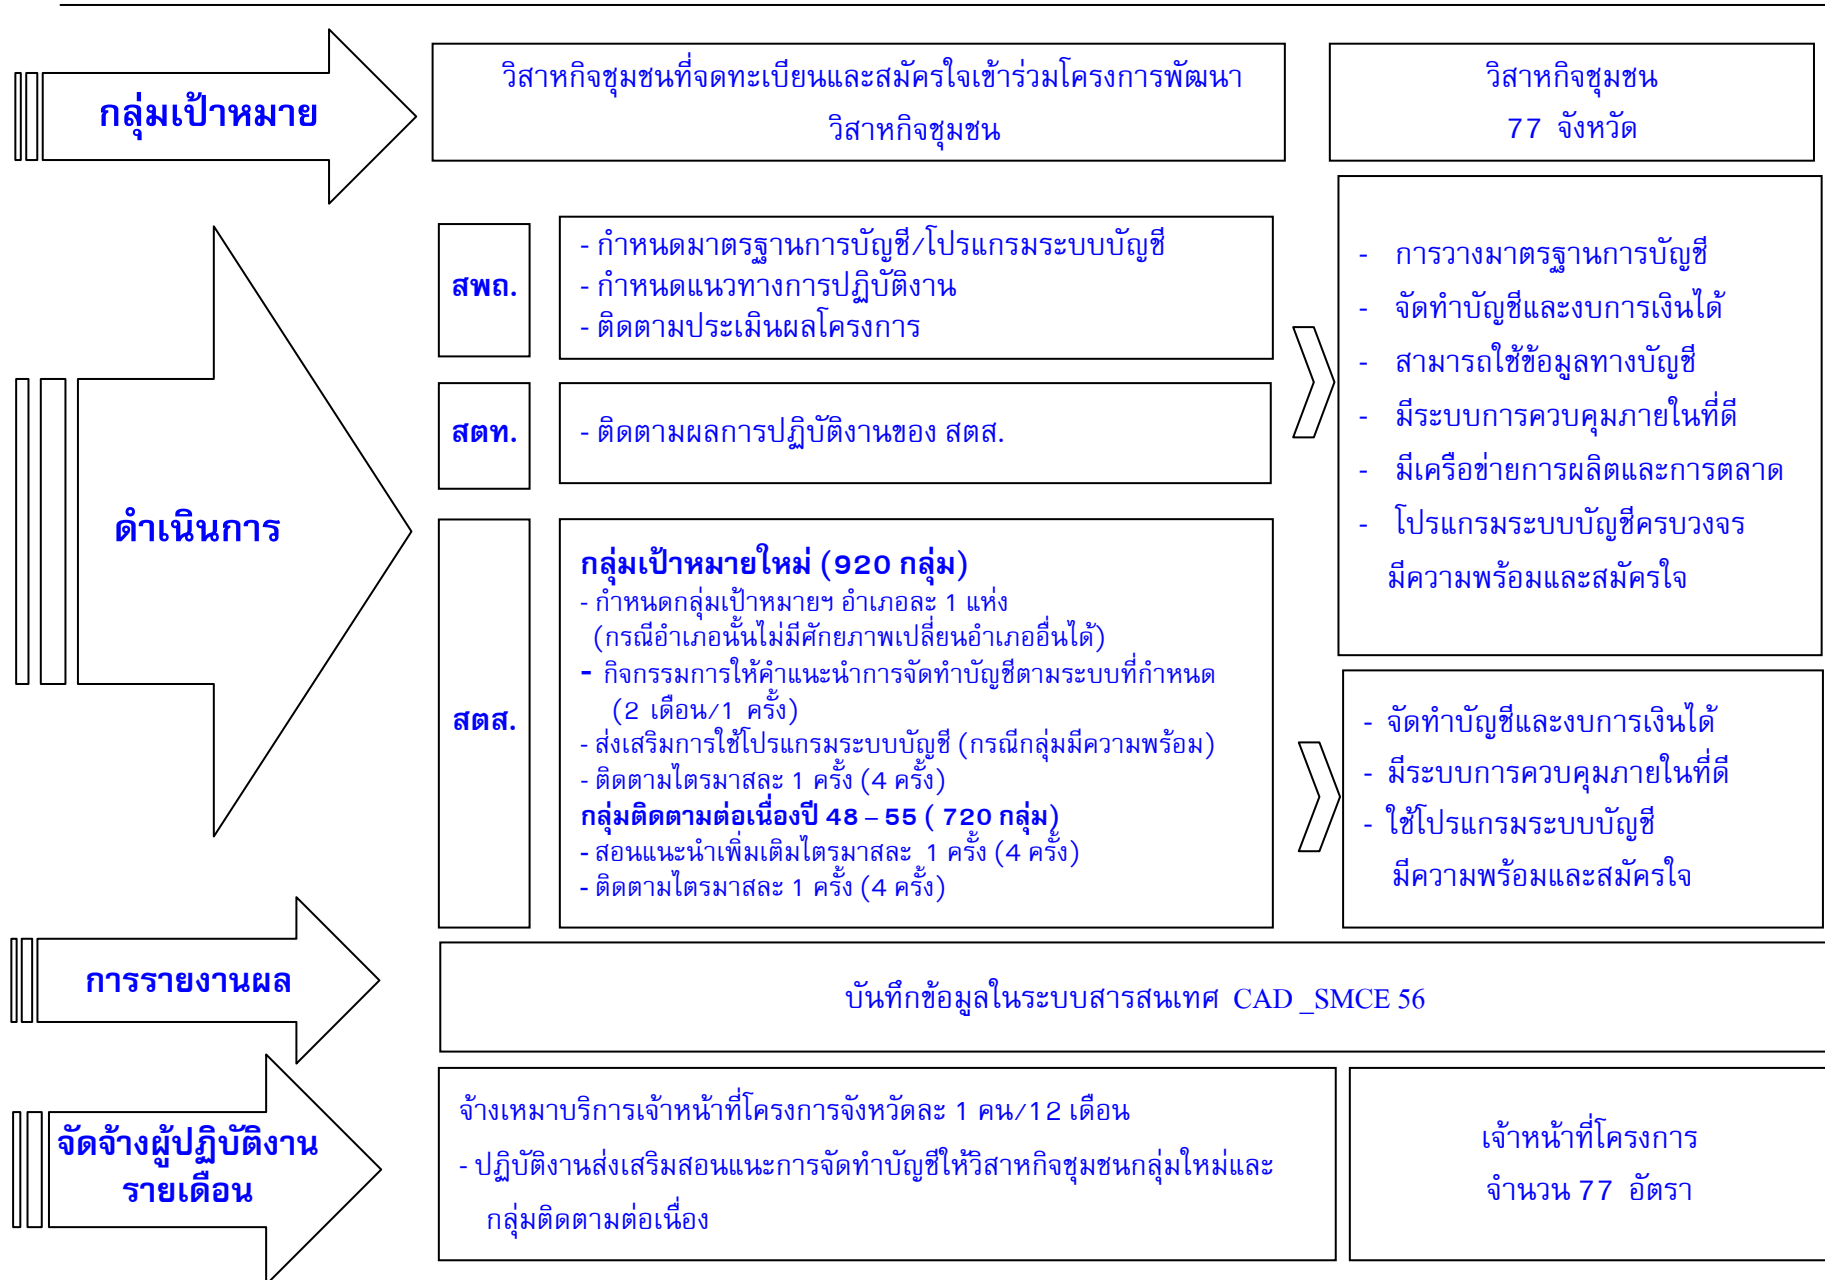 กลุ่มเป้าหมาย
วิสาหกิจชุมชนที่จดทะเบียนและสมัครใจเข้าร่วมโครงการพัฒนา
วิสาหกิจชุมชน
วิสาหกิจชุมชน
77 จังหวัด
ดำเนินการ
สพถ.
- กำหนดมาตรฐานการบัญชี/โปรแกรมระบบบัญชี
- กำหนดแนวทางการปฏิบัติงาน
- ติดตามประเมินผลโครงการ
สตท.
- ติดตามผลการปฏิบัติงานของ สตส.
สตส.
กลุ่มเป้าหมายใหม่ (920 กลุ่ม)
- กำหนดกลุ่มเป้าหมายฯ อำเภอละ 1 แห่ง
(กรณีอำเภอนั้นไม่มีศักยภาพเปลี่ยนอำเภออื่นได้)
- กิจกรรมการให้คำแนะนำการจัดทำบัญชีตามระบบที่กำหนด
(2 เดือน/1 ครั้ง)
- ส่งเสริมการใช้โปรแกรมระบบบัญชี (กรณีกลุ่มมีความพร้อม)
- ติดตามไตรมาสละ 1 ครั้ง (4 ครั้ง)
กลุ่มติดตามต่อเนื่องปี 48 – 55 ( 720 กลุ่ม)
- สอนแนะนำเพิ่มเติมไตรมาสละ 1 ครั้ง (4 ครั้ง)
- ติดตามไตรมาสละ 1 ครั้ง (4 ครั้ง)
- การวางมาตรฐานการบัญชี
- จัดทำบัญชีและงบการเงินได้
- สามารถใช้ข้อมูลทางบัญชี
- มีระบบการควบคุมภายในที่ดี
- มีเครือข่ายการผลิตและการตลาด
- โปรแกรมระบบบัญชีครบวงจร
มีความพร้อมและสมัครใจ
- จัดทำบัญชีและงบการเงินได้
- มีระบบการควบคุมภายในที่ดี
- ใช้โปรแกรมระบบบัญชี
มีความพร้อมและสมัครใจ
การรายงานผล
บันทึกข้อมูลในระบบสารสนเทศ CAD _SMCE 56
จัดจ้างผู้ปฏิบัติงาน
รายเดือน
จ้างเหมาบริการเจ้าหน้าที่โครงการจังหวัดละ 1 คน/12 เดือน
- ปฏิบัติงานส่งเสริมสอนแนะการจัดทำบัญชีให้วิสาหกิจชุมชนกลุ่มใหม่และ
กลุ่มติดตามต่อเนื่อง
เจ้าหน้าที่โครงการ
จำนวน 77 อัตรา